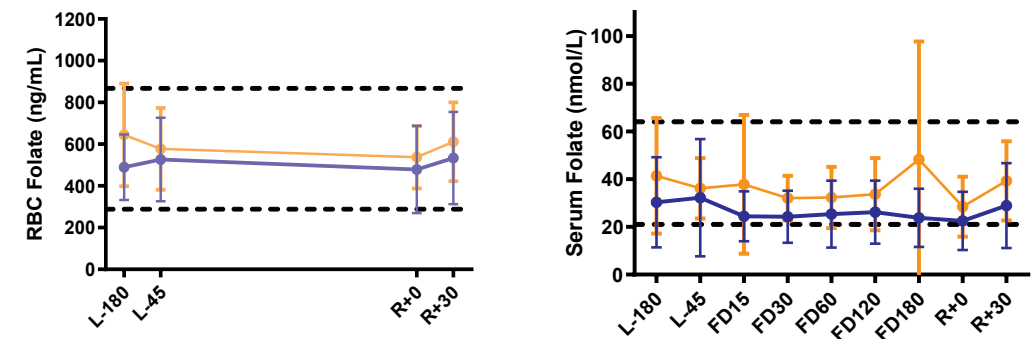 RBC Folate (ng/mL)
1200
1000
800
600
400
200
0
L-180
L-45
R+0
R+30
Serum Folate (nmol/L)
100
80
60
40
20
0
L-180
L-45
FD15
FD30
FD60
FD120
FD180
R+0
R+30